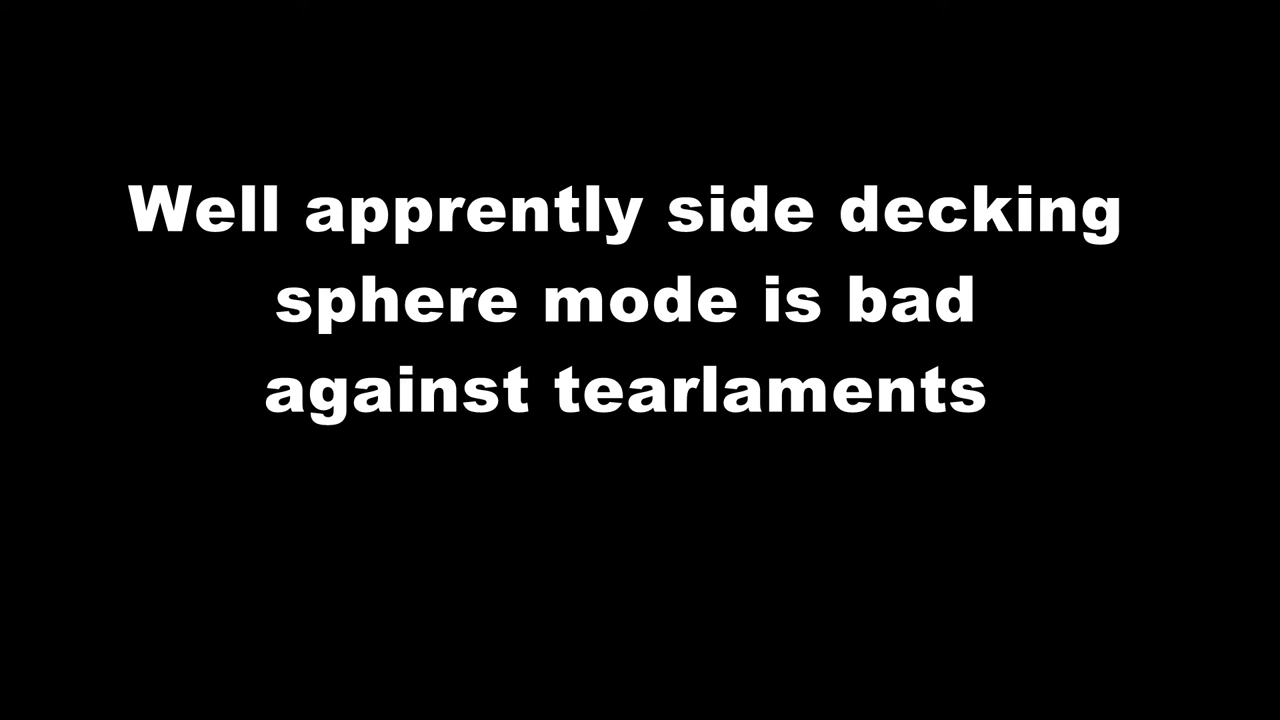 Well apprently side decking
sphere mode is bad
against tearlaments